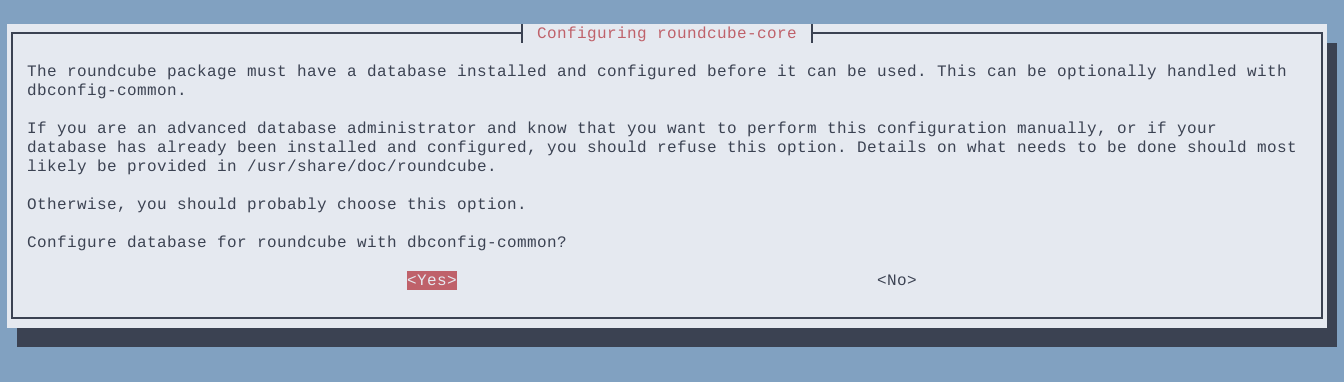 Configuring roundcube-core
The roundcube package must have a database installed and configured before it can be used. This can be optionally handled with
dbconfig-common.
If you are an advanced database administrator and know that you want to perform this configuration manually, or if your
database has already been installed and configured, you should refuse this option. Details on what needs to be done should most
likely be provided in /usr/share/doc/roundcube.
Otherwise, you should probably choose this option.
Configure database for roundcube with dbconfig-common?
<Yes> <No>